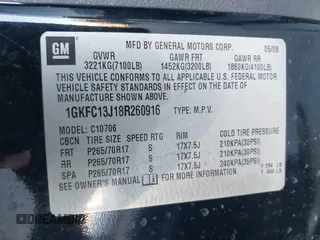 GM
MFD BY GENERAL MOTORS CORP. 05/08
GVWR GAWR FRT GAWR RR
3221KG(7100LB) 1452KG(3200LB) 1860KG(4100LB)
THIS VEHICLE CONFORMS TO ALL APPLICABLE U.S. FEDERAL MOTOR
VEHICLE SAFETY STANDARDS IN EFFECT ON THE DATE OF
MANUFACTURE SHOWN ABOVE.
1GKFC13J18R260916 TYPE: M.P.V.
C10706
CBCN TIRE SIZE SPEED RTG RIM COLD TIRE PRESSURE
FRT P265/70R17 S 17X7.5J 210KPA(30PSI)
RR P265/70R17 S 17X7.5J 210KPA(30PSI)
SPA P265/70R17 S 17X7.5J 240KPA(35PSI)
SEE OWNER'S MANUAL FOR MORE INFORMATION.
DREAMBID